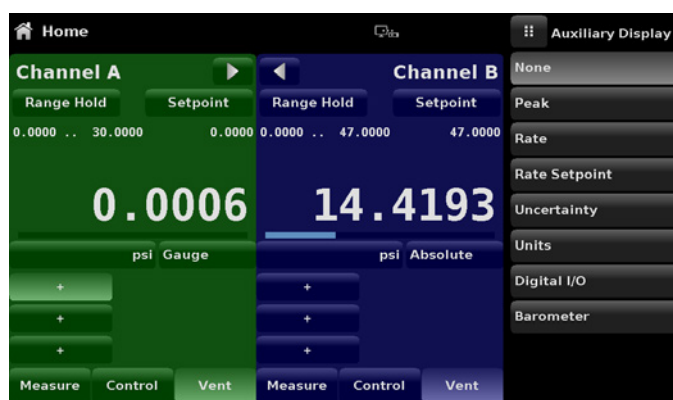 Home
Auxiliary Display
Channel A
Channel B
Range Hold Setpoint
Range Hold Setpoint
0.0000 .. 30.0000 0.0000
0.0000 .. 47.0000 47.0000
0.0006
14.4193
psi Gauge
psi Absolute
+
+
+
+
+
+
Measure Control Vent
Measure Control Vent
None
Peak
Rate
Rate Setpoint
Uncertainty
Units
Digital I/O
Barometer